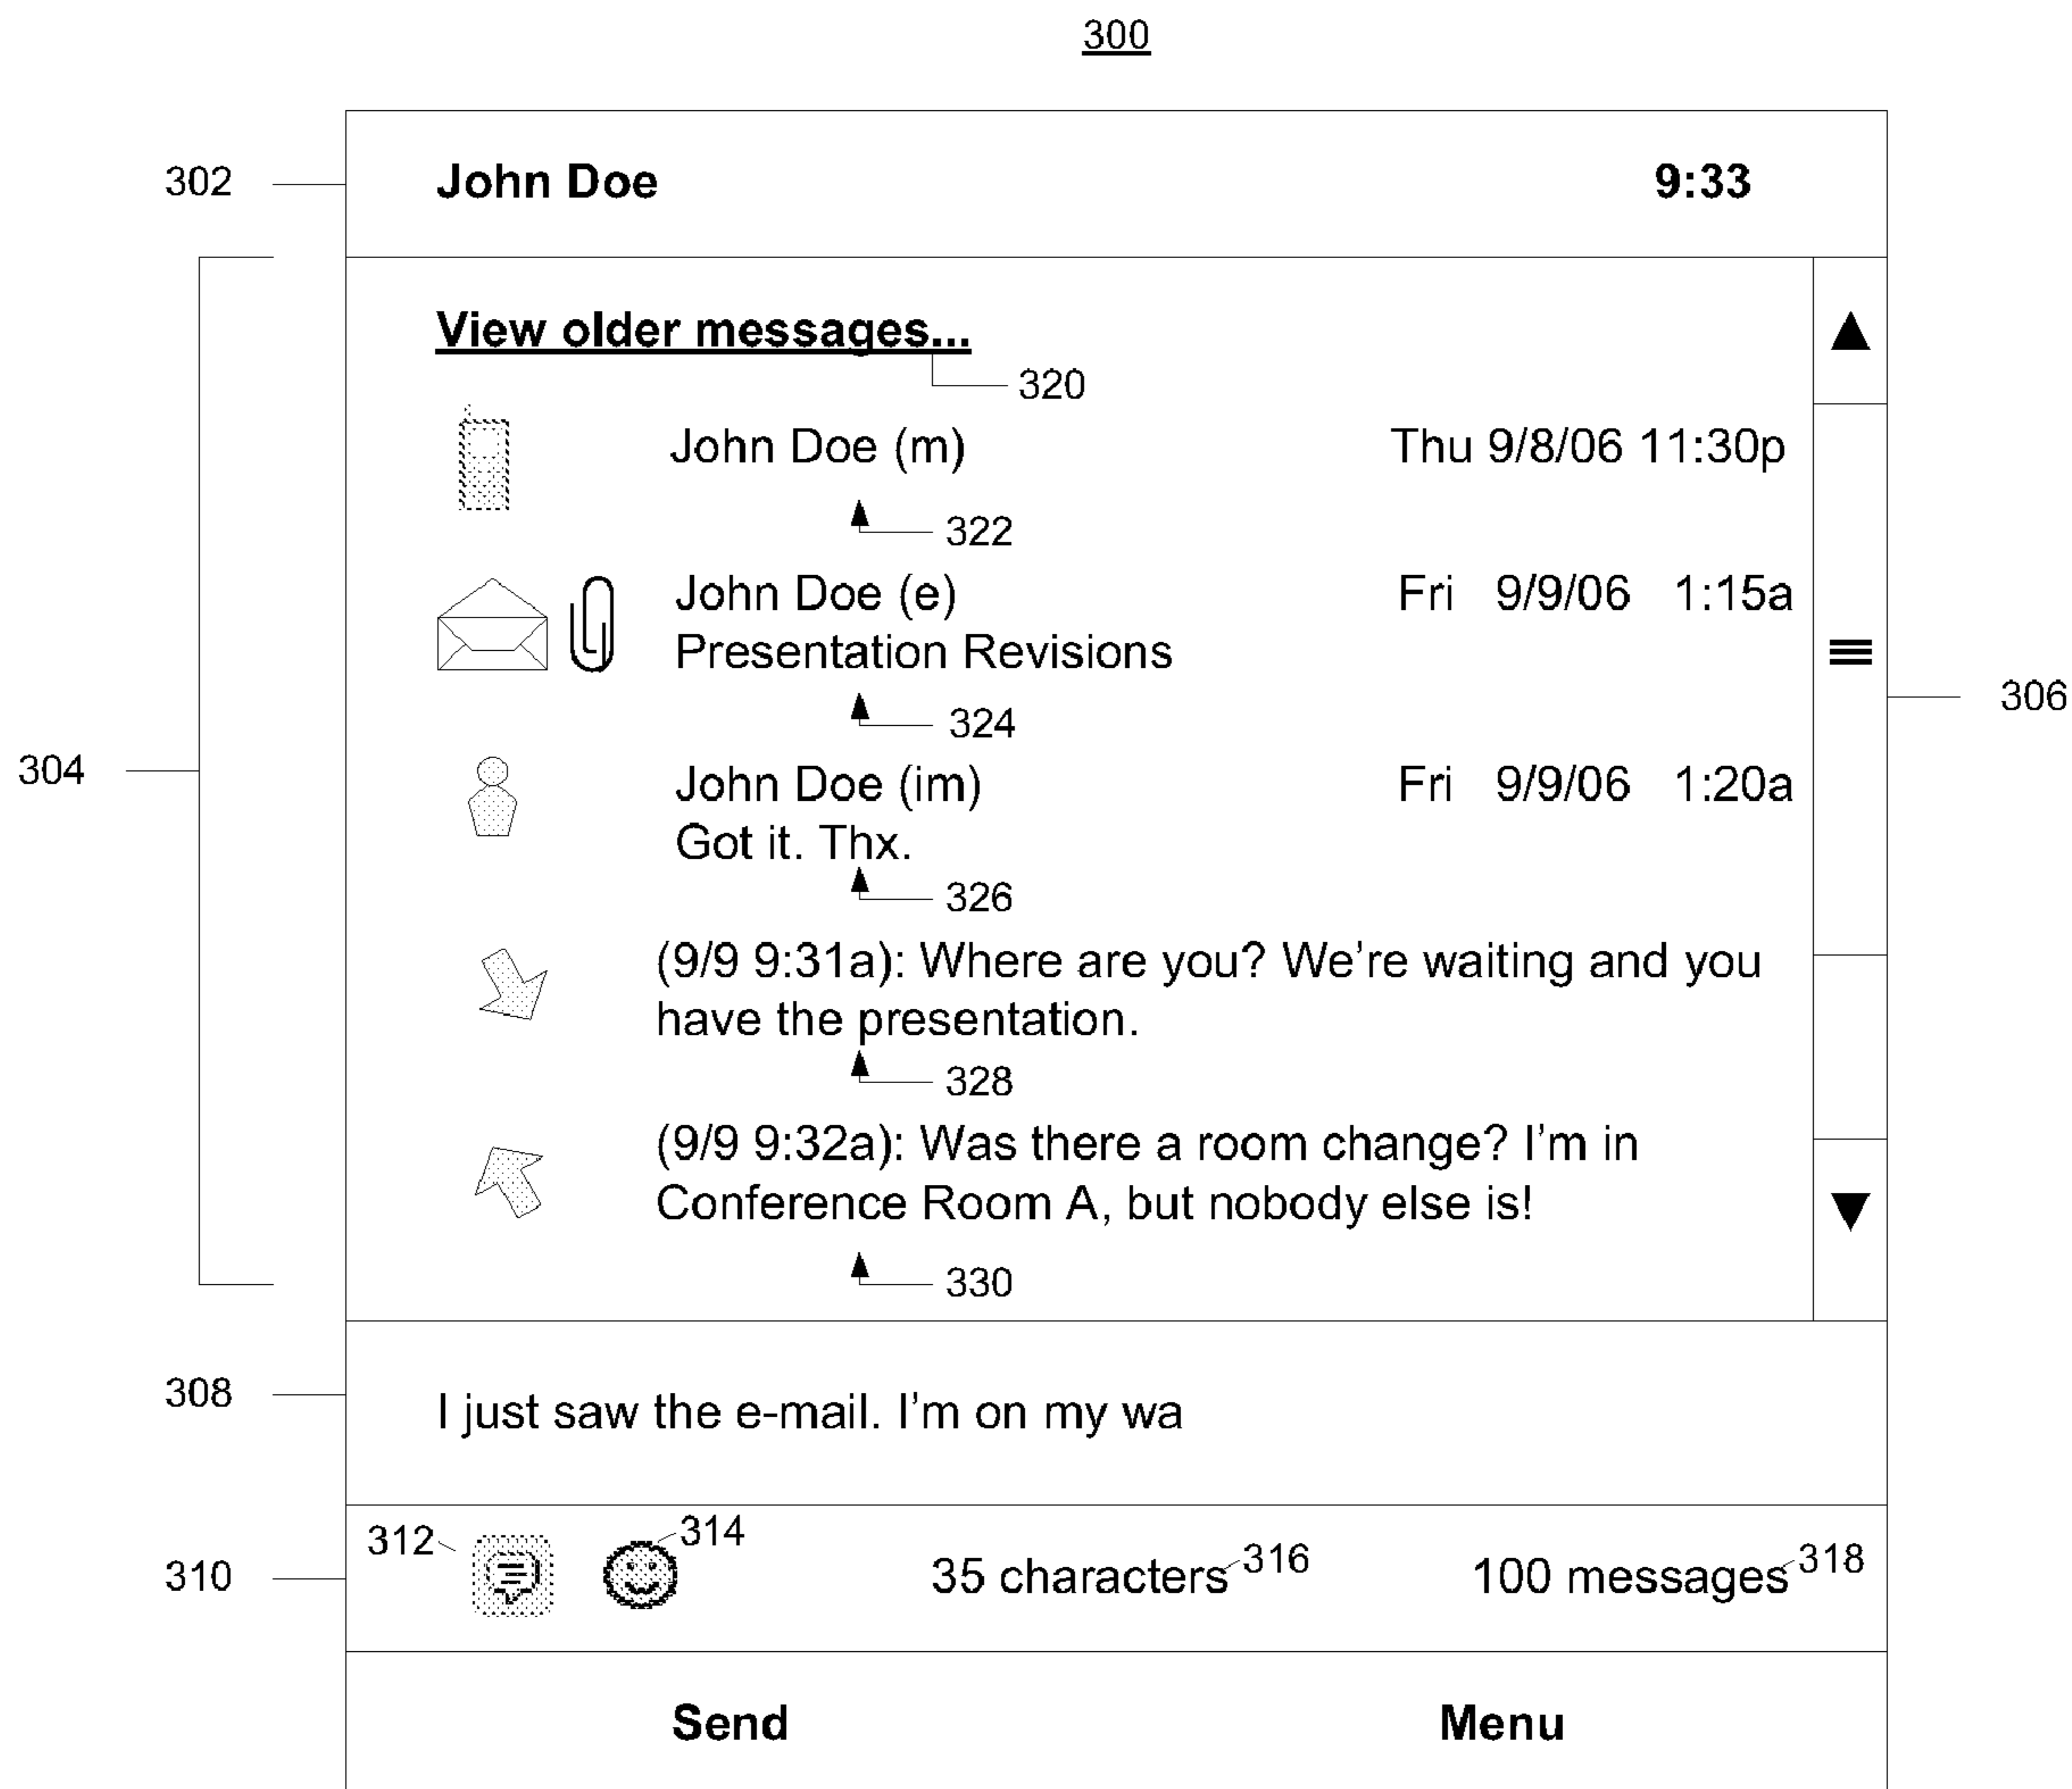 300
302
John Doe 9:33
View older messages...
320
John Doe (m) Thu 9/8/06 11:30p
322
John Doe (e) Fri 9/9/06 1:15a
Presentation Revisions
306
324
304
John Doe (im) Fri 9/9/06 1:20a
Got it. Thx.
326
(9/9 9:31a): Where are you? We're waiting and you
have the presentation.
328
(9/9 9:32a): Was there a room change? I'm in
Conference Room A, but nobody else is!
330
308
I just saw the e-mail. I'm on my wa
310
312 314 35 characters 316 100 messages 318
Send Menu